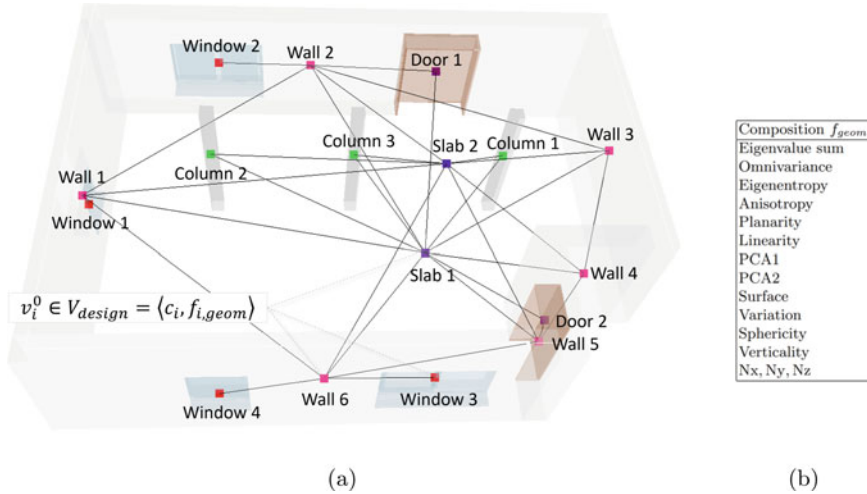 Window 2
Wall 2
Door 1
Column 2
Column 3
Slab 2
Column 1
Wall 3
Wall 1
Window 1
Slab 1
Wall 4
v_i^0 ∈ V_design = ⟨c_i, f_i,geom⟩
Door 2
Wall 5
Window 4
Wall 6
Window 3
(a)
Composition f_geom
Eigenvalue sum
Omnivariance
Eigenentropy
Anisotropy
Planarity
Linearity
PCA1
PCA2
Surface
Variation
Sphericity
Verticality
Nx, Ny, Nz
(b)